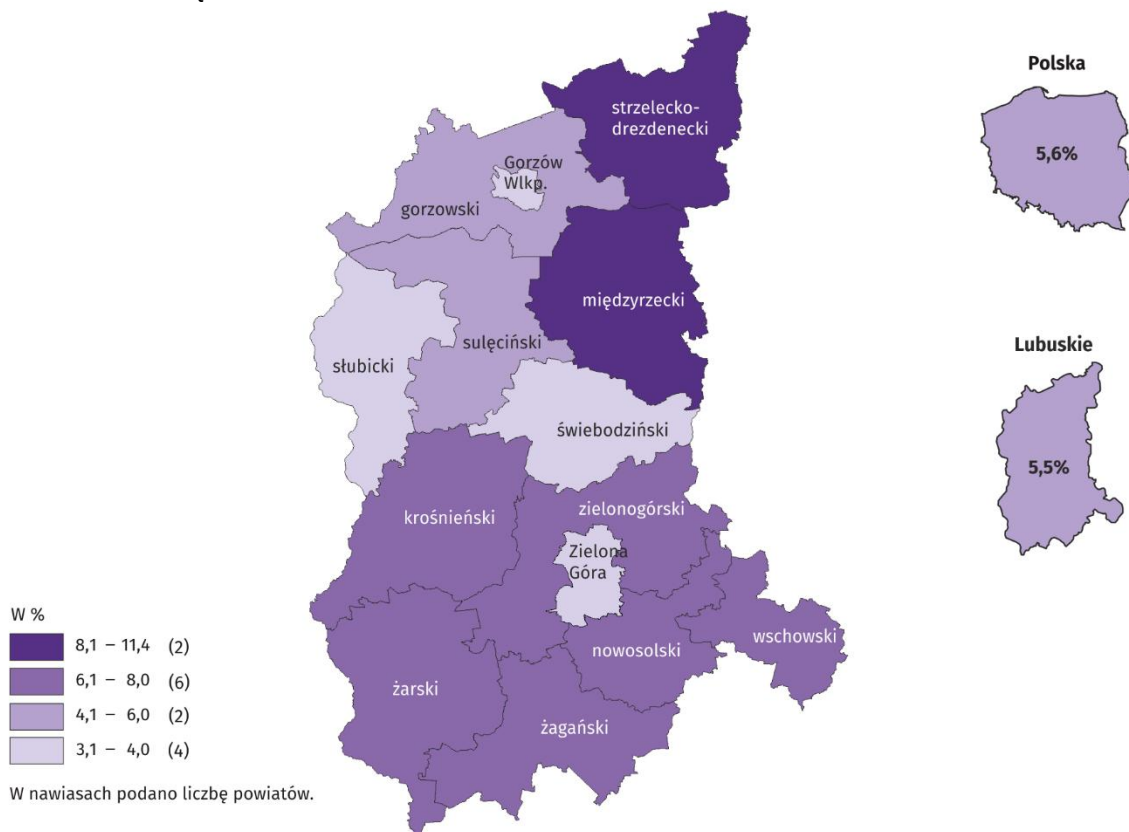 strzelecko-
drezdenecki
Gorzów
Wlkp.
gorzowski
międzyrzecki
sulęciński
słubicki
świebodziński
krośnieński
zielonogórski
Zielona
Góra
nowosolski
wschowski
żarski
żagański
Polska
5,6%
Lubuskie
5,5%
W %
8,1 – 11,4 (2)
6,1 – 8,0 (6)
4,1 – 6,0 (2)
3,1 – 4,0 (4)
W nawiasach podano liczbę powiatów.